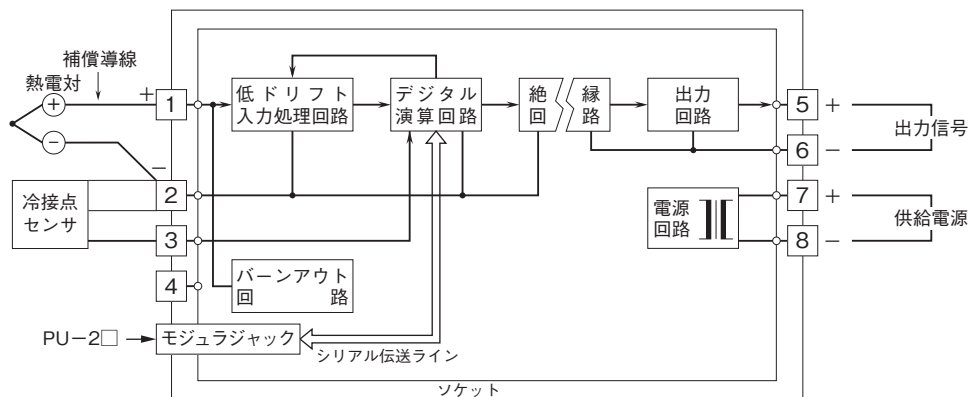 補償導線
熱電対
+
−
+
−
1
2
3
4
冷接点
センサ
低ドリフト
入力処理回路
デジタル
演算回路
絶 縁
回 路
出力
回路
電源
回路
バーンアウト
回 路
PU−2□
モジュラジャック
シリアル伝送ライン
ソケット
5 +
6 −
出力信号
7 +
8 −
供給電源